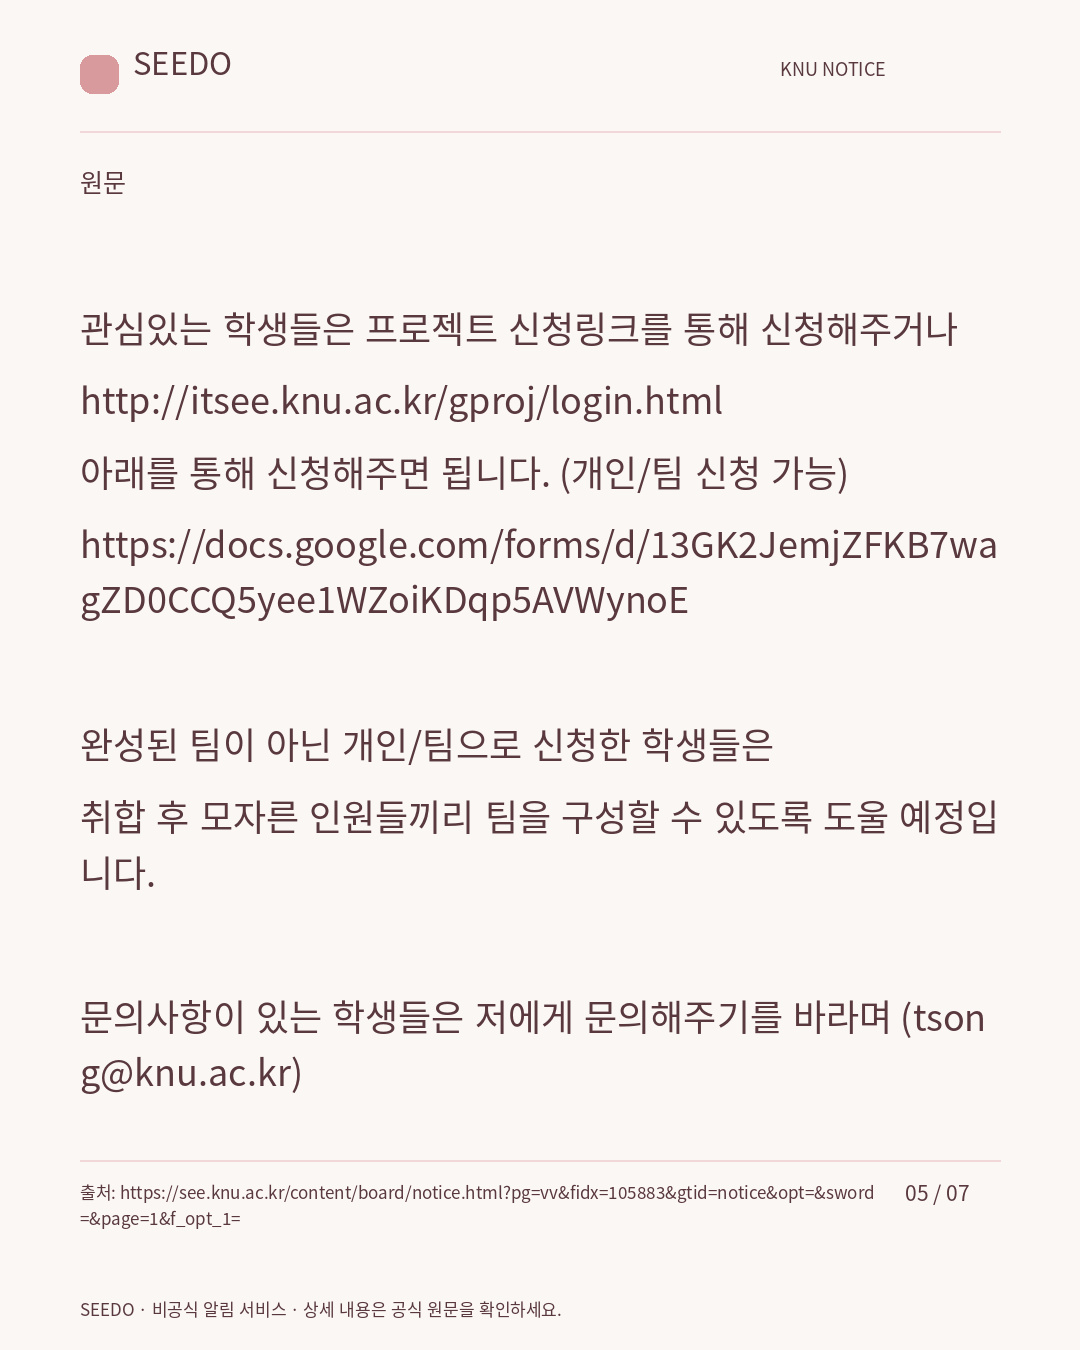 SEEDO
KNU NOTICE
원문
관심있는 학생들은 프로젝트 신청링크를 통해 신청해주거나
http://itsee.knu.ac.kr/gproj/login.html
아래를 통해 신청해주면 됩니다. (개인/팀 신청 가능)
https://docs.google.com/forms/d/13GK2JemjZFKB7wa
gZD0CCQ5yee1WZoiKDqp5AVWynoE
완성된 팀이 아닌 개인/팀으로 신청한 학생들은
취합 후 모자른 인원들끼리 팀을 구성할 수 있도록 도울 예정입
니다.
문의사항이 있는 학생들은 저에게 문의해주기를 바라며 (tson
g@knu.ac.kr)
출처: https://see.knu.ac.kr/content/board/notice.html?pg=vv&fidx=105883&gtid=notice&opt=&sword
=&page=1&f_opt_1=
05 / 07
SEEDO · 비공식 알림 서비스 · 상세 내용은 공식 원문을 확인하세요.